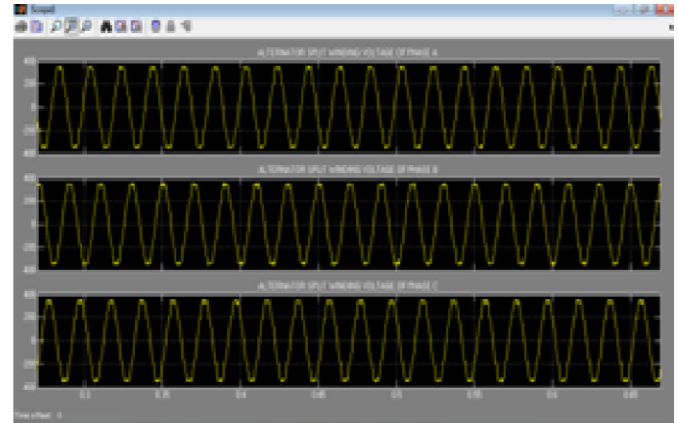 Scope6
ALTERNATOR SPLIT WINDING VOLTAGE OF PHASE A
400
200
0
-200
-400
ALTERNATOR SPLIT WINDING VOLTAGE OF PHASE B
400
200
0
-200
-400
ALTERNATOR SPLIT WINDING VOLTAGE OF PHASE C
400
200
0
-200
-400
0.3 0.35 0.4 0.45 0.5 0.55 0.6 0.65
Time offset: 0